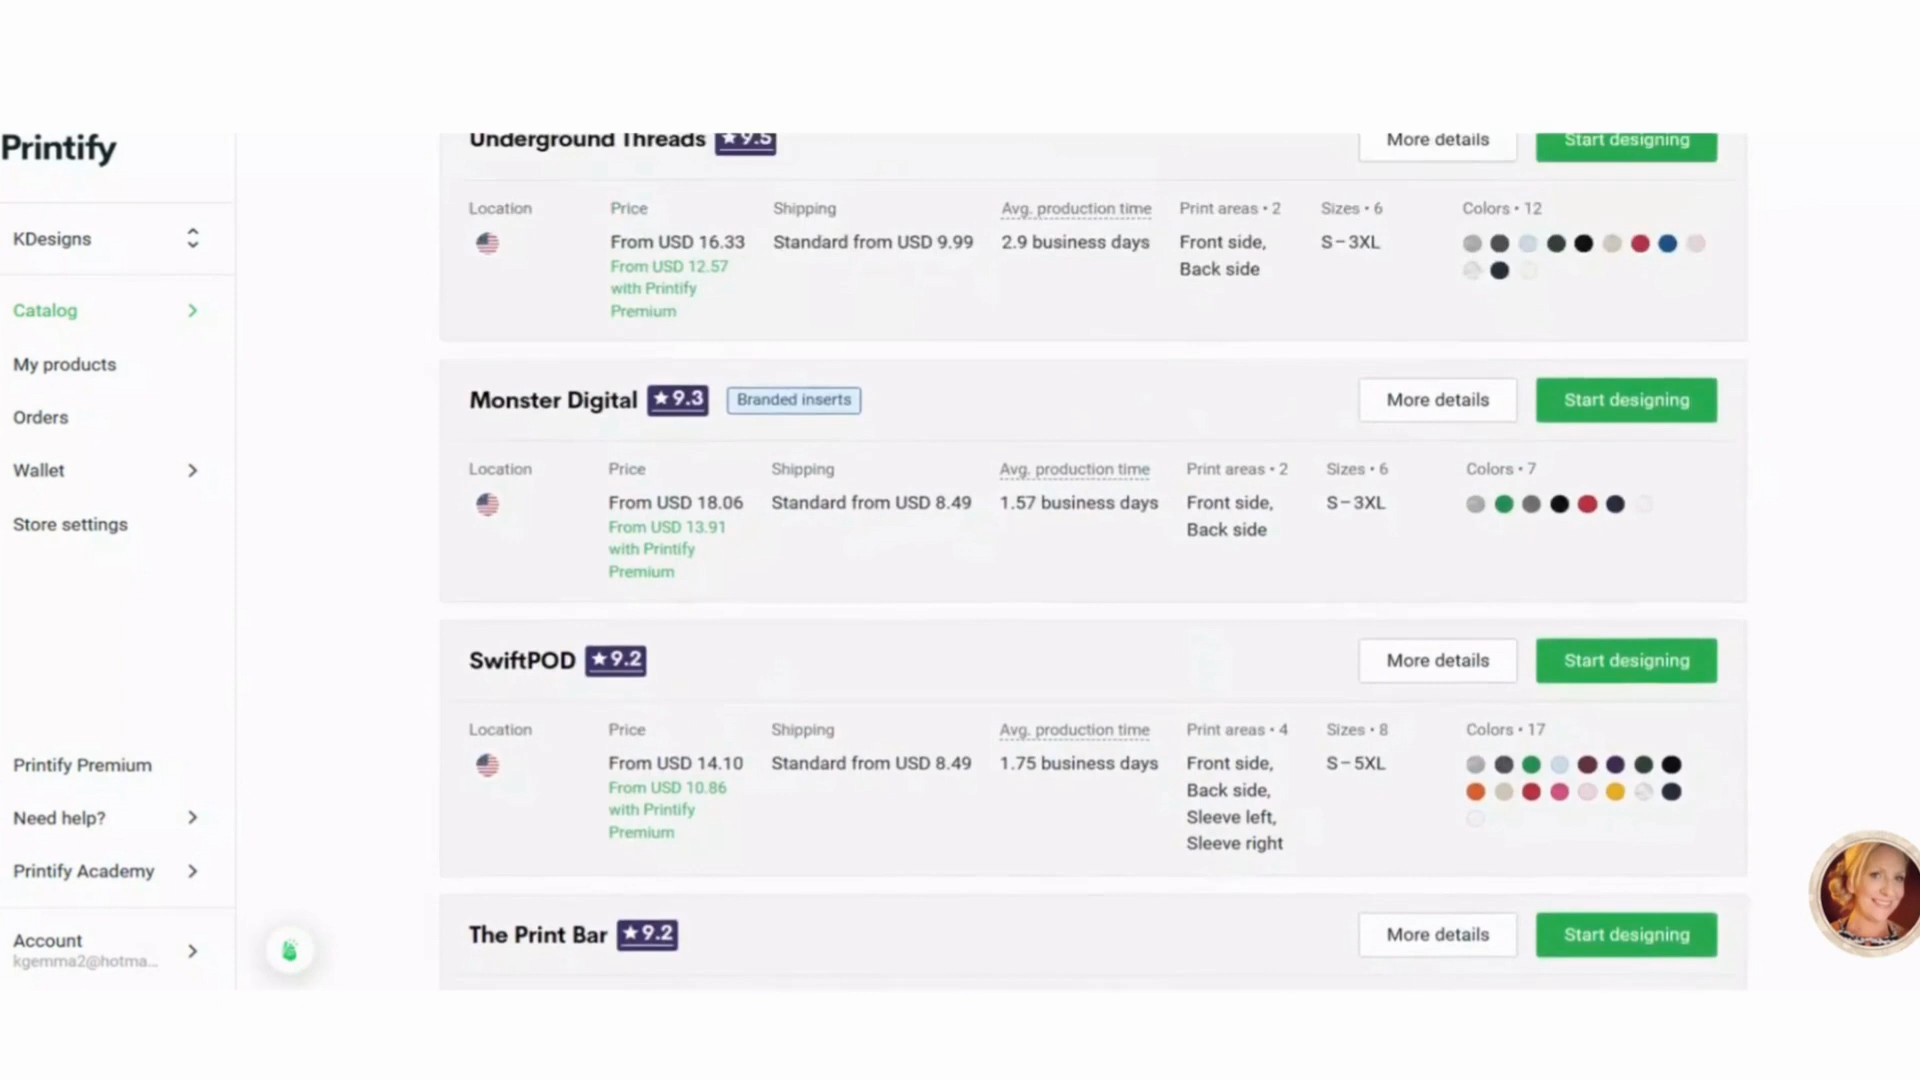 Printify
KDesigns
Catalog
My products
Orders
Wallet
Store settings
Printify Premium
Need help?
Printify Academy
Account
kgemma2@hotma...
Underground Threads ★9.5
More details
Start designing
Location
Price
Shipping
Avg. production time
Print areas • 2
Sizes • 6
Colors • 12
From USD 16.33
Standard from USD 9.99
2.9 business days
Front side,
S – 3XL
From USD 12.57
Back side
with Printify
Premium
Monster Digital ★9.3 Branded inserts
More details
Start designing
Location
Price
Shipping
Avg. production time
Print areas • 2
Sizes • 6
Colors • 7
From USD 18.06
Standard from USD 8.49
1.57 business days
Front side,
S – 3XL
From USD 13.91
Back side
with Printify
Premium
SwiftPOD ★9.2
More details
Start designing
Location
Price
Shipping
Avg. production time
Print areas • 4
Sizes • 8
Colors • 17
From USD 14.10
Standard from USD 8.49
1.75 business days
Front side,
S – 5XL
From USD 10.86
Back side,
with Printify
Sleeve left,
Premium
Sleeve right
The Print Bar ★9.2
More details
Start designing